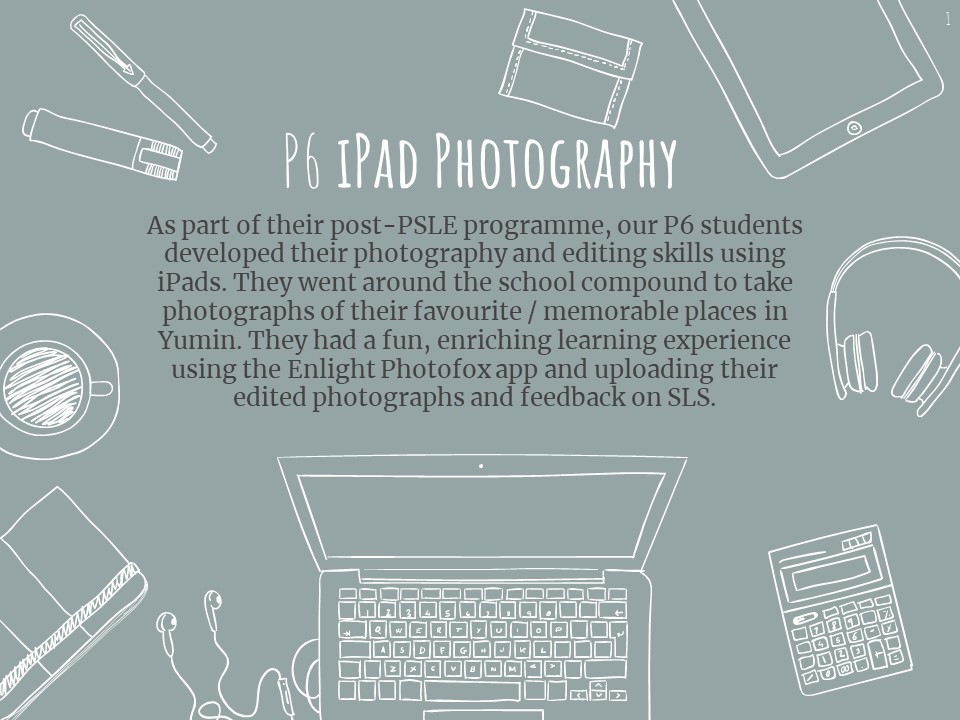 1
P6 iPad Photography
As part of their post-PSLE programme, our P6 students
developed their photography and editing skills using
iPads. They went around the school compound to take
photographs of their favourite / memorable places in
Yumin. They had a fun, enriching learning experience
using the Enlight Photofox app and uploading their
edited photographs and feedback on SLS.